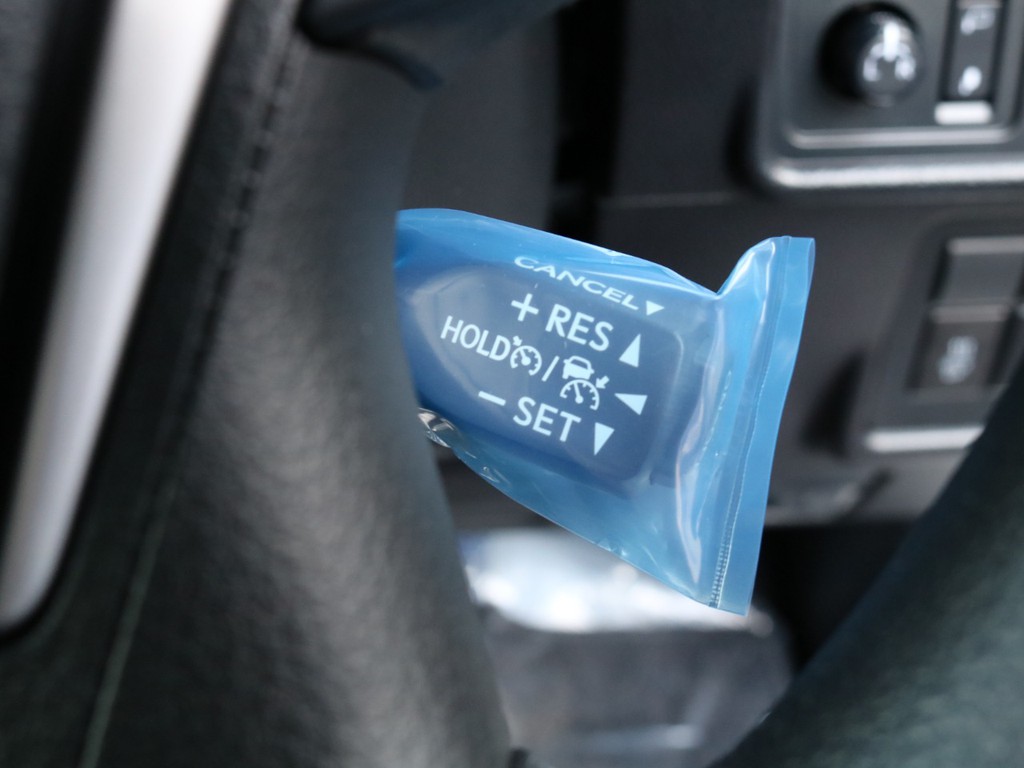 CANCEL▼
+ RES ▲
HOLD /
− SET ▼